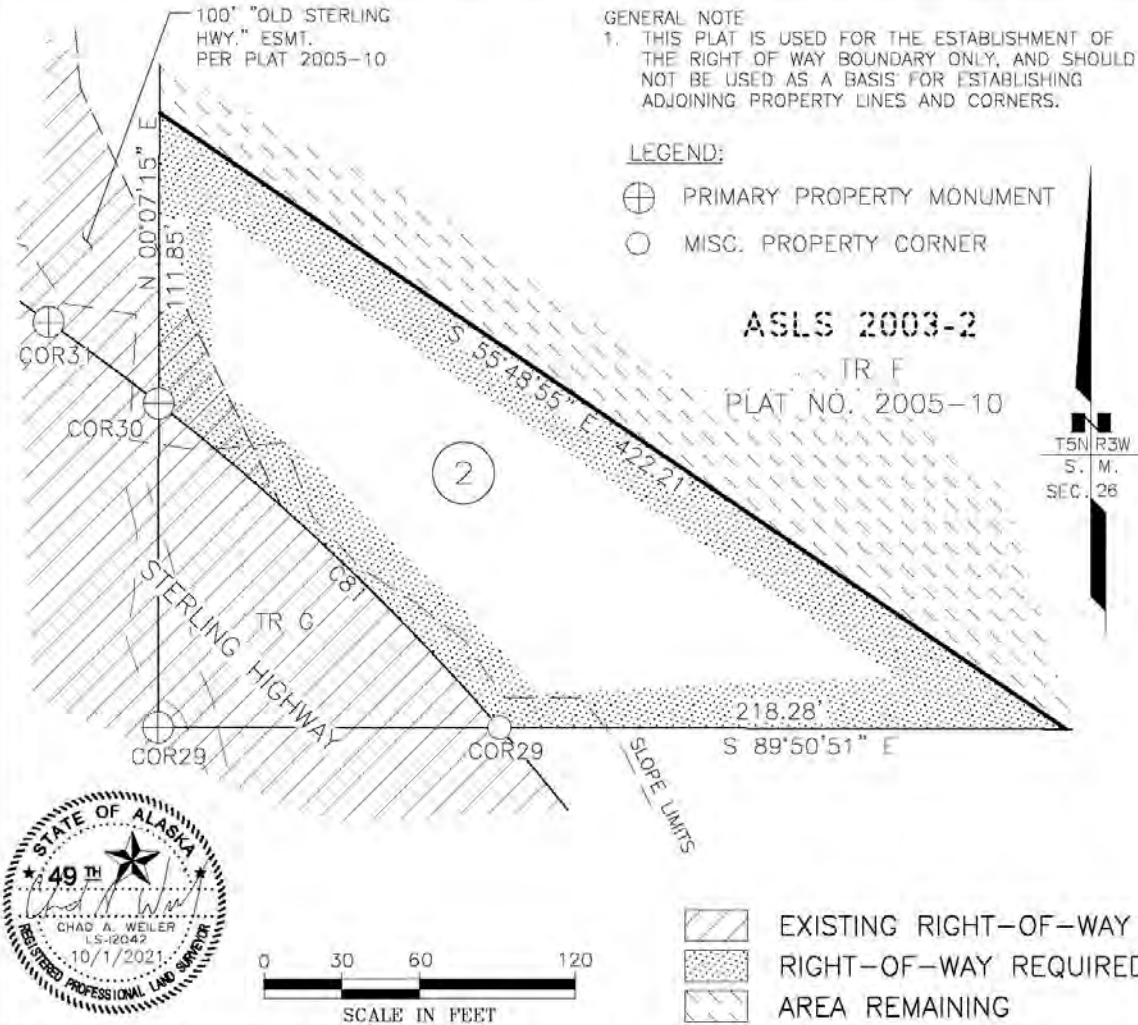 100' "OLD STERLING
HWY." ESMT.
PER PLAT 2005-10
GENERAL NOTE
1. THIS PLAT IS USED FOR THE ESTABLISHMENT OF
THE RIGHT OF WAY BOUNDARY ONLY, AND SHOULD
NOT BE USED AS A BASIS FOR ESTABLISHING
ADJOINING PROPERTY LINES AND CORNERS.
LEGEND:
PRIMARY PROPERTY MONUMENT
MISC. PROPERTY CORNER
N 00°07'15" E
111.85'
S 55°48'55" E 422.21'
ASLS 2003-2
TR F
PLAT NO. 2005-10
N
T5N R3W
S. M.
SEC. 26
COR31
COR30
2
C81
TR G
STERLING HIGHWAY
218.28'
S 89°50'51" E
COR29
COR29
SLOPE LIMITS
STATE OF ALASKA
49 TH
CHAD A. WEILER
LS-12042
10/1/2021
REGISTERED PROFESSIONAL LAND SURVEYOR
0 30 60 120
SCALE IN FEET
EXISTING RIGHT-OF-WAY
RIGHT-OF-WAY REQUIRED
AREA REMAINING